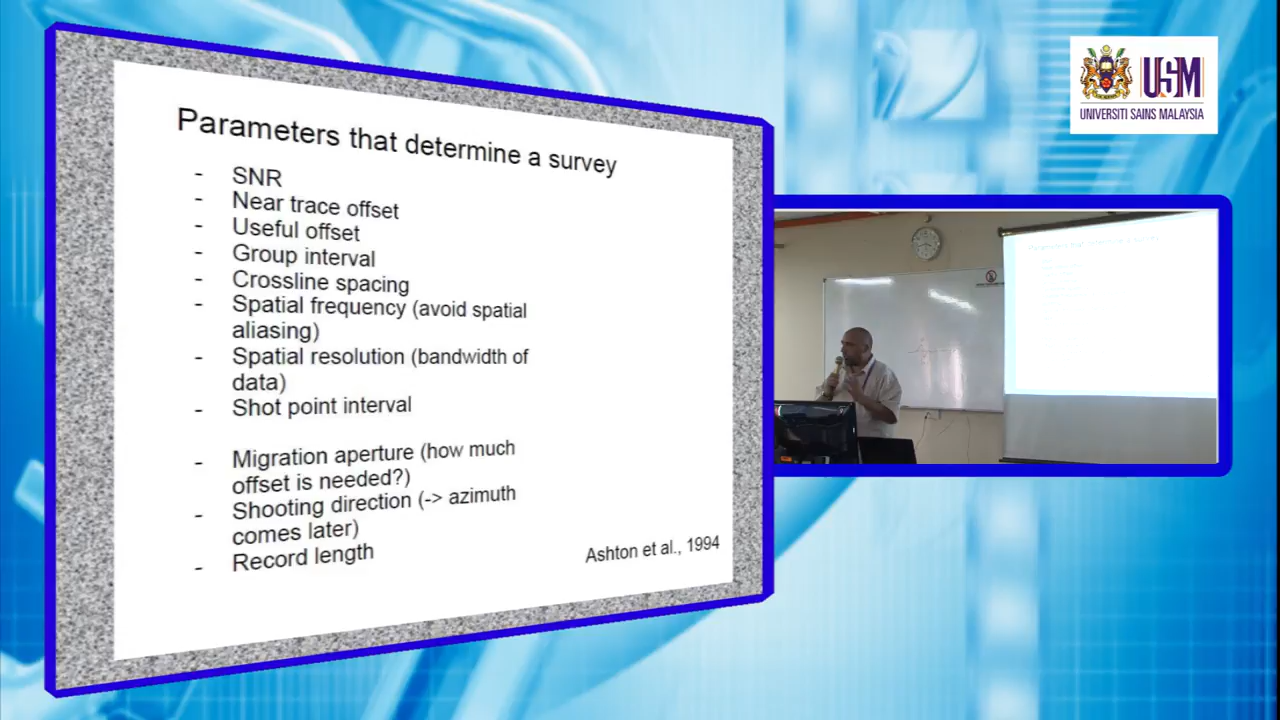 Parameters that determine a survey
- SNR
- Near trace offset
- Useful offset
- Group interval
- Crossline spacing
- Spatial frequency (avoid spatial
aliasing)
- Spatial resolution (bandwidth of
data)
- Shot point interval
- Migration aperture (how much
offset is needed?)
- Shooting direction (-> azimuth
comes later)
- Record length
Ashton et al., 1994
USM
UNIVERSITI SAINS MALAYSIA